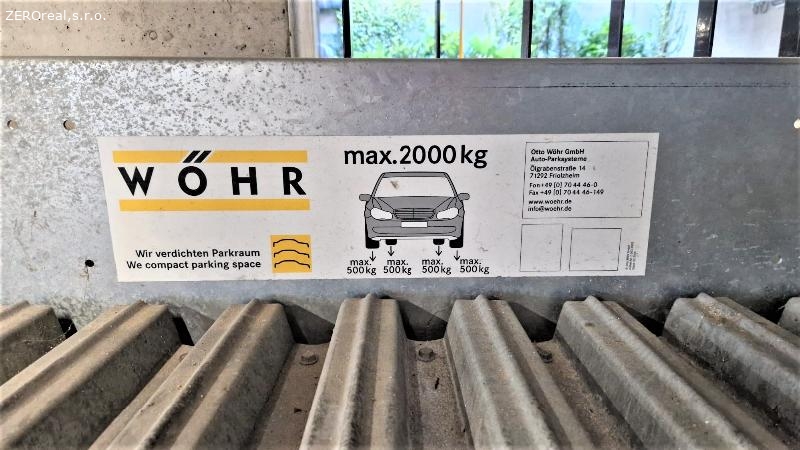 ZEROreal,s.r.o.
WÖHR
Wir verdichten Parkraum
We compact parking space
max.2000 kg
max. 500 kg
max. 500 kg
max. 500 kg
max. 500 kg
Otto Wöhr GmbH
Auto-Parksysteme
Ölgrabenstraße 14
71292 Friolzheim
Fon +49 [0] 70 44 46-0
Fax +49 [0] 70 44 46-149
www.woehr.de
info@woehr.de